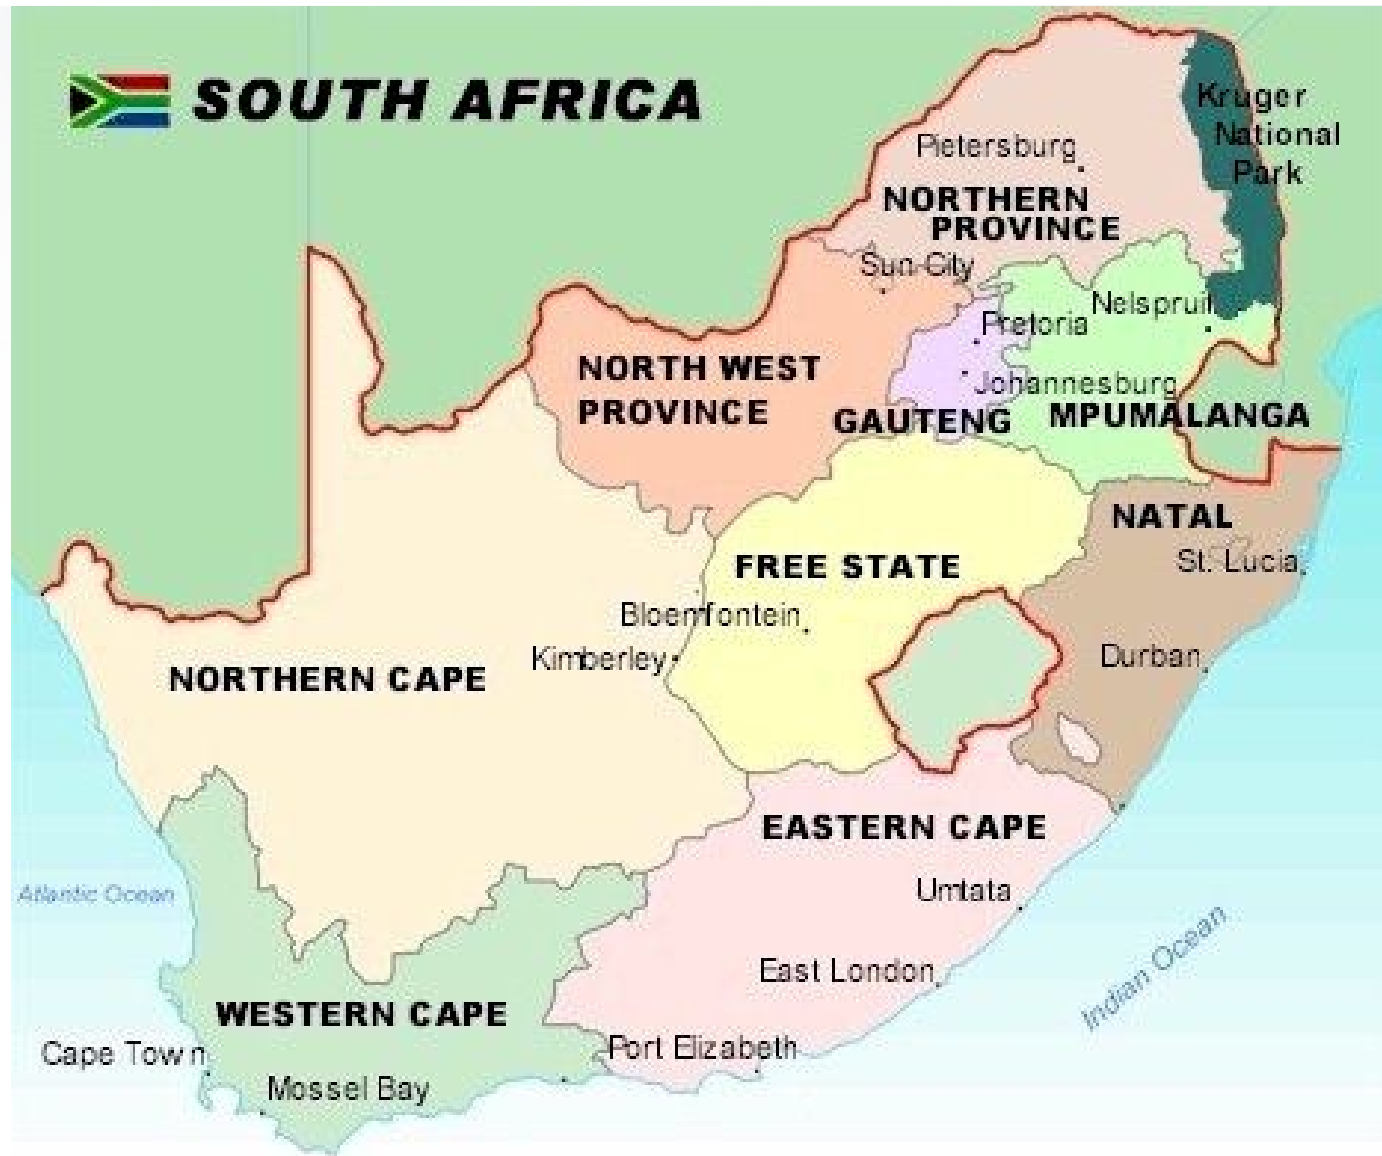 SOUTH AFRICA
Kruger
National
Park
Pietersburg
NORTHERN
PROVINCE
Sun City
Nelspruit
Pretoria
NORTH WEST
PROVINCE
Johannesburg
GAUTENG
MPUMALANGA
NATAL
St. Lucia
FREE STATE
Bloemfontein
Kimberley
Durban
NORTHERN CAPE
EASTERN CAPE
Umtata
Atlantic Ocean
East London
Indian Ocean
WESTERN CAPE
Port Elizabeth
Cape Town
Mossel Bay